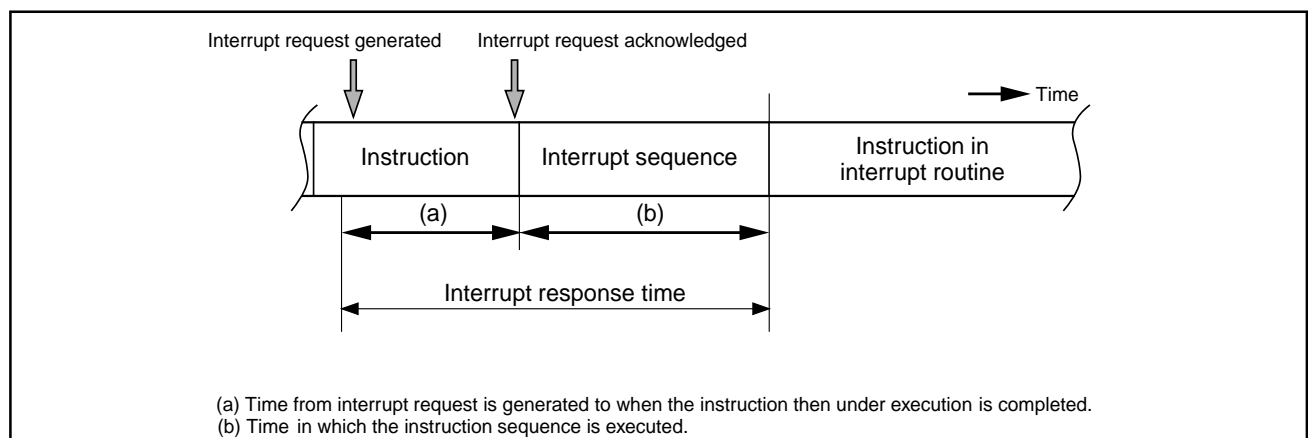 Interrupt request generated
Interrupt request acknowledged
Time
Instruction
Interrupt sequence
Instruction in
interrupt routine
(a)
(b)
Interrupt response time
(a) Time from interrupt request is generated to when the instruction then under execution is completed.
(b) Time in which the instruction sequence is executed.